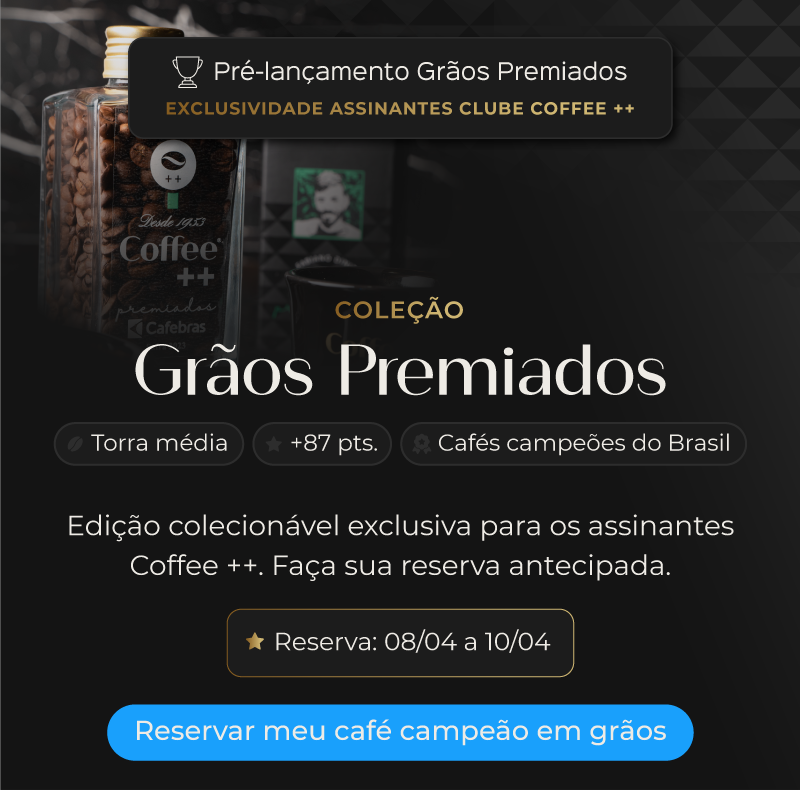 Pré-lançamento Grãos Premiados
EXCLUSIVIDADE ASSINANTES CLUBE COFFEE ++
++
Desde 1953
Coffee
++
premiados
Cafebras
COLEÇÃO
Grãos Premiados
Torra média
+87 pts.
Cafés campeões do Brasil
Edição colecionável exclusiva para os assinantes
Coffee ++. Faça sua reserva antecipada.
Reserva: 08/04 a 10/04
Reservar meu café campeão em grãos